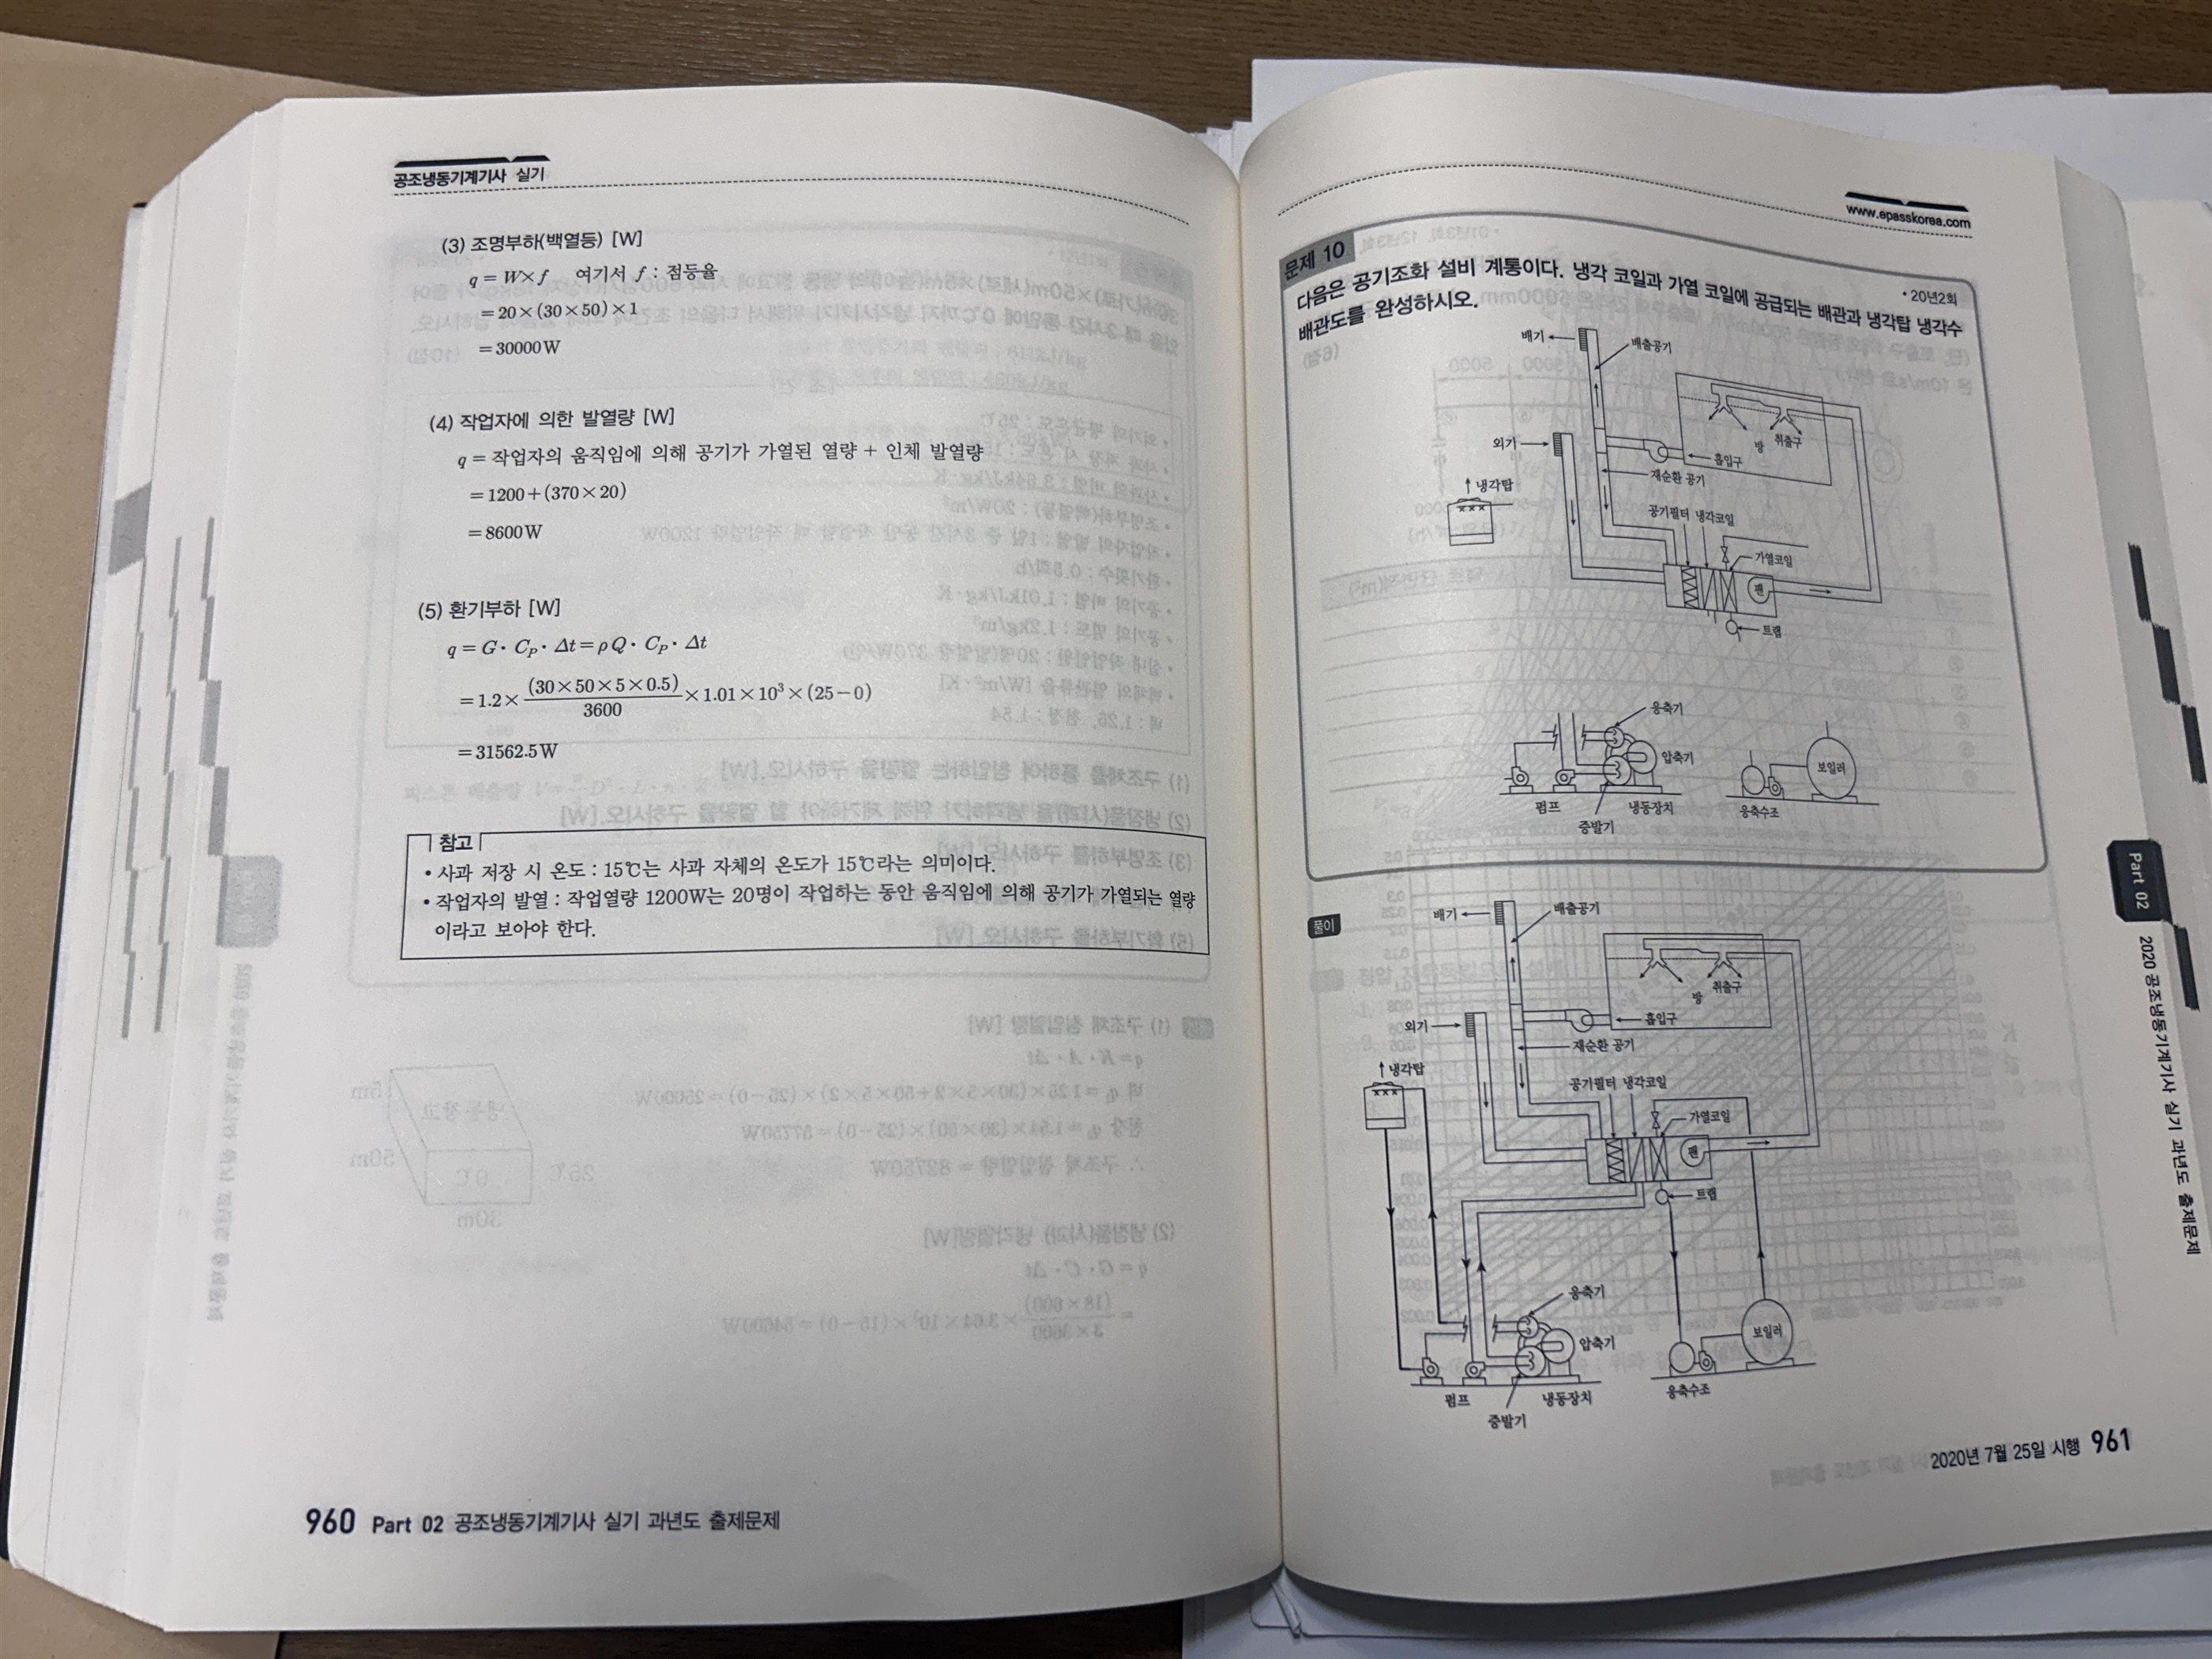 공조냉동기계기사 실기
(3) 조명부하(백열등) [W]
q = W×f 여기서 f : 점등율
= 20×(30×50)×1
= 30000W
(4) 작업자에 의한 발열량 [W]
q = 작업자의 움직임에 의해 공기가 가열된 열량 + 인체 발열량
= 1200+(370×20)
= 8600W
(5) 환기부하 [W]
q = G· C_P · Δt = ρQ · C_P · Δt
= 1.2× (30×50×5×0.5)/3600 ×1.01×10³×(25−0)
= 31562.5W
참고
• 사과 저장 시 온도 : 15℃는 사과 자체의 온도가 15℃라는 의미이다.
• 작업자의 발열 : 작업열량 1200W는 20명이 작업하는 동안 움직임에 의해 공기가 가열되는 열량
이라고 보아야 한다.
960 Part 02 공조냉동기계기사 실기 과년도 출제문제
www.epasskorea.com
문제 10
• 20년2회
다음은 공기조화 설비 계통이다. 냉각 코일과 가열 코일에 공급되는 배관과 냉각탑 냉각수
배관도를 완성하시오.
배기
배출공기
외기
방
취출구
흡입구
재순환 공기
냉각탑
공기필터 냉각코일
가열코일
팬
트랩
응축기
압축기
보일러
펌프
냉동장치
응축수조
증발기
풀이
배기
배출공기
방
취출구
외기
흡입구
재순환 공기
냉각탑
공기필터 냉각코일
가열코일
팬
트랩
응축기
압축기
보일러
펌프
냉동장치
응축수조
증발기
Part 02
2020 공조냉동기계기사 실기 과년도 출제문제
2020년 7월 25일 시행 961